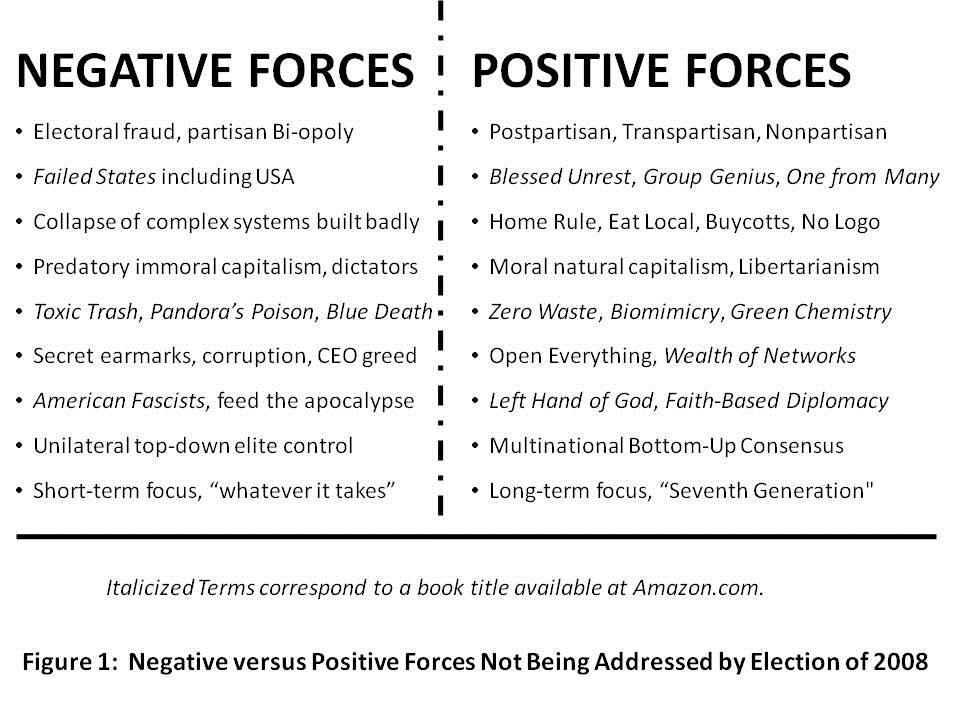 NEGATIVE FORCES
• Electoral fraud, partisan Bi-opoly
• Failed States including USA
• Collapse of complex systems built badly
• Predatory immoral capitalism, dictators
• Toxic Trash, Pandora’s Poison, Blue Death
• Secret earmarks, corruption, CEO greed
• American Fascists, feed the apocalypse
• Unilateral top-down elite control
• Short-term focus, “whatever it takes”
POSITIVE FORCES
• Postpartisan, Transpartisan, Nonpartisan
• Blessed Unrest, Group Genius, One from Many
• Home Rule, Eat Local, Buycotts, No Logo
• Moral natural capitalism, Libertarianism
• Zero Waste, Biomimicry, Green Chemistry
• Open Everything, Wealth of Networks
• Left Hand of God, Faith-Based Diplomacy
• Multinational Bottom-Up Consensus
• Long-term focus, “Seventh Generation"
Italicized Terms correspond to a book title available at Amazon.com.
Figure 1:  Negative versus Positive Forces Not Being Addressed by Election of 2008